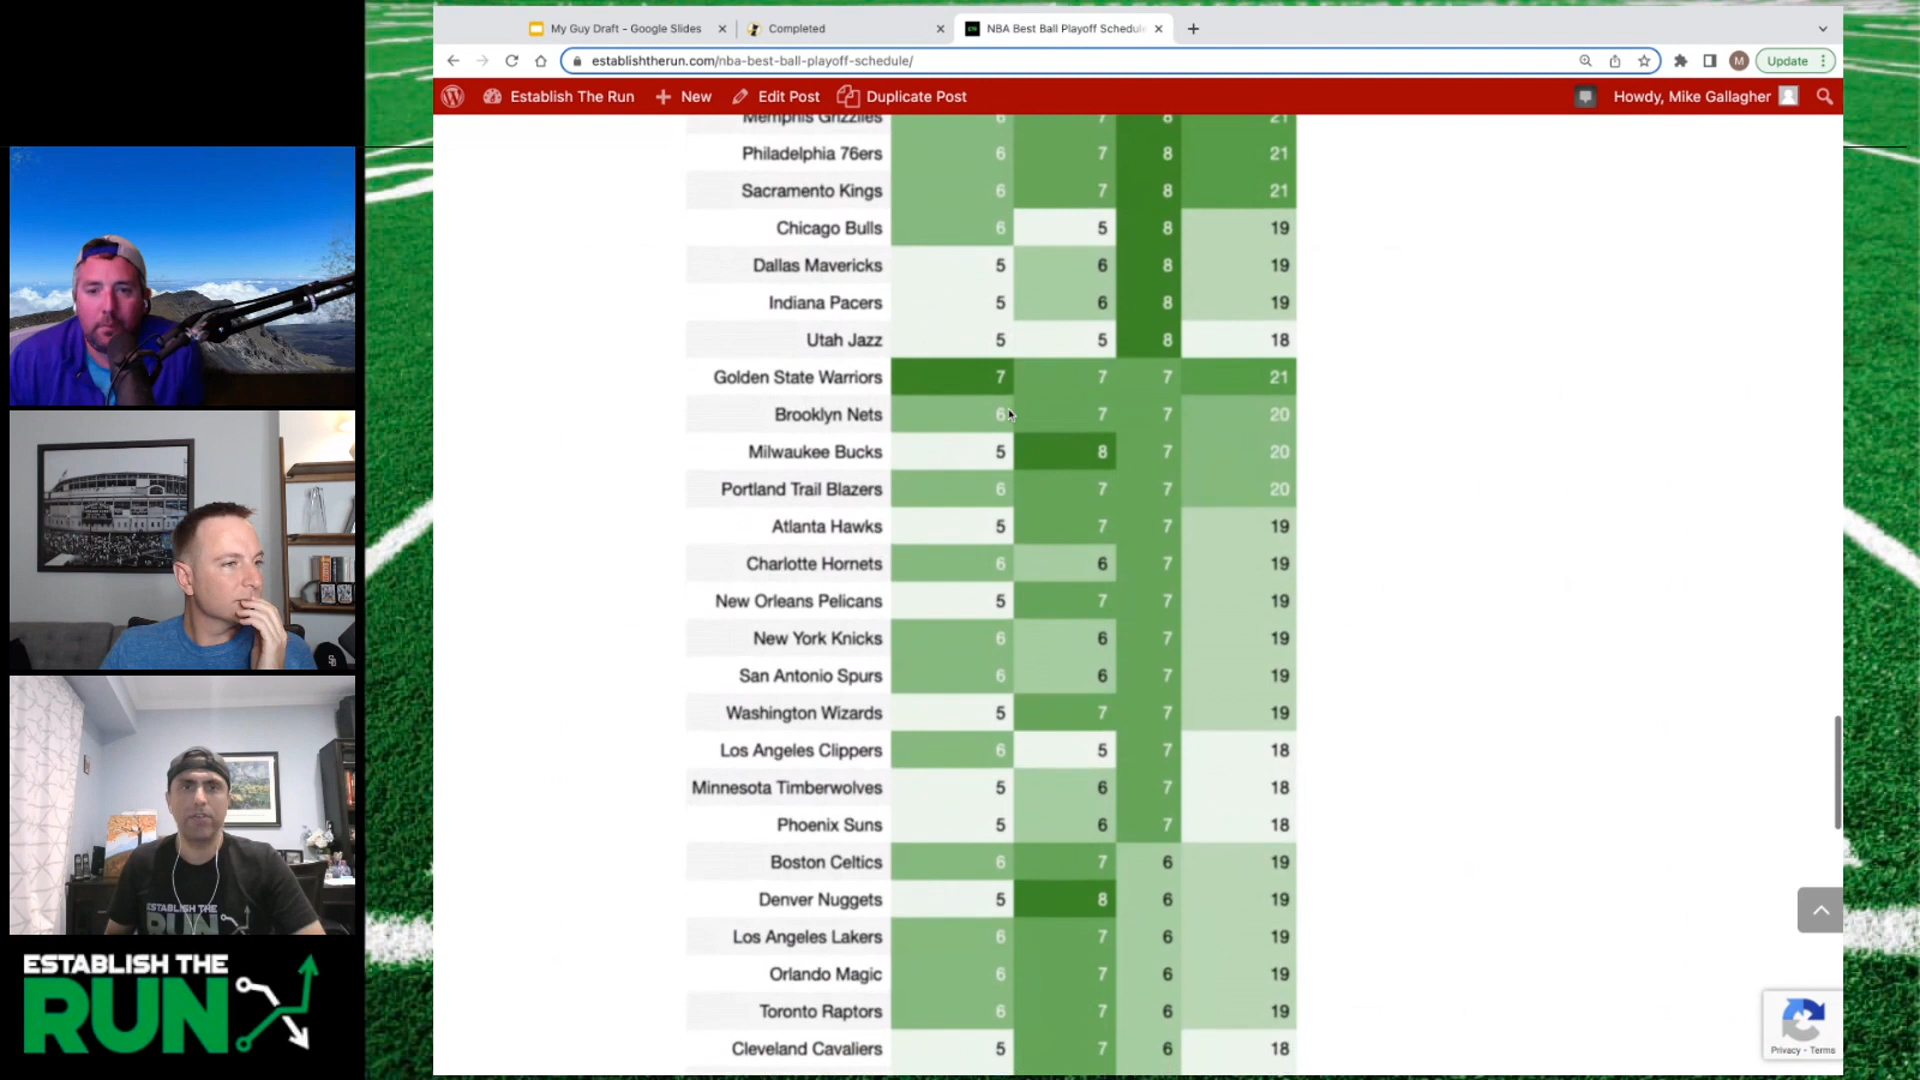 My Guy Draft - Google Slides
Completed
NBA Best Ball Playoff Schedule
establishtherun.com/nba-best-ball-playoff-schedule/
M
Update
Establish The Run
New
Edit Post
Duplicate Post
Howdy, Mike Gallagher
Memphis Grizzlies 6 7 8 21
Philadelphia 76ers 6 7 8 21
Sacramento Kings 6 7 8 21
Chicago Bulls 6 5 8 19
Dallas Mavericks 5 6 8 19
Indiana Pacers 5 6 8 19
Utah Jazz 5 5 8 18
Golden State Warriors 7 7 7 21
Brooklyn Nets 6 7 7 20
Milwaukee Bucks 5 8 7 20
Portland Trail Blazers 6 7 7 20
Atlanta Hawks 5 7 7 19
Charlotte Hornets 6 6 7 19
New Orleans Pelicans 5 7 7 19
New York Knicks 6 6 7 19
San Antonio Spurs 6 6 7 19
Washington Wizards 5 7 7 19
Los Angeles Clippers 6 5 7 18
Minnesota Timberwolves 5 6 7 18
Phoenix Suns 5 6 7 18
Boston Celtics 6 7 6 19
Denver Nuggets 5 8 6 19
Los Angeles Lakers 6 7 6 19
Orlando Magic 6 7 6 19
Toronto Raptors 6 7 6 19
Cleveland Cavaliers 5 7 6 18
Privacy - Terms
ESTABLISH THE
RUN
ESTABLISH THE
RUN